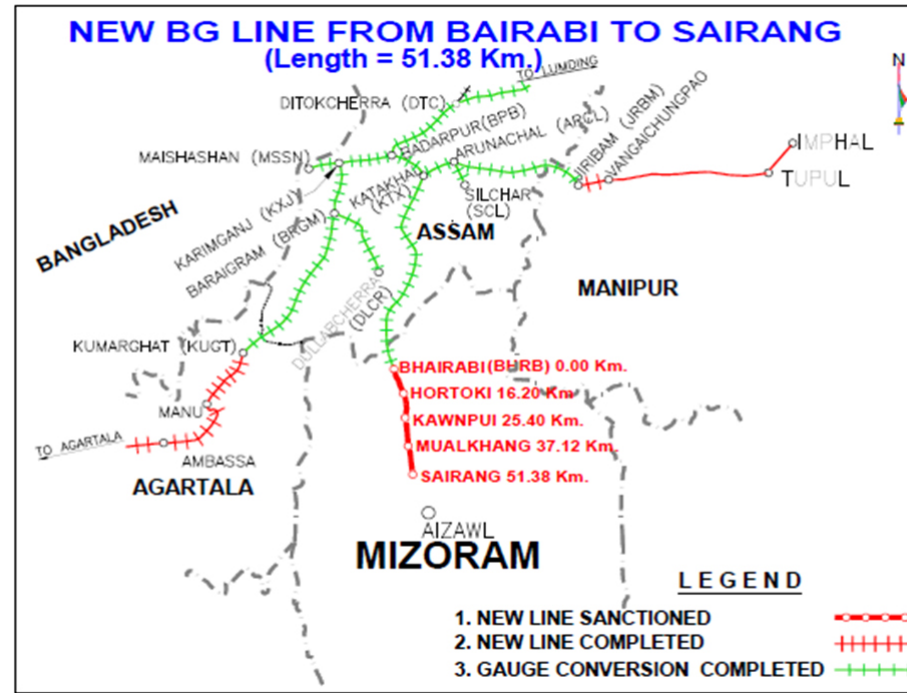 NEW BG LINE FROM BAIRABI TO SAIRANG
(Length = 51.38 Km.)
N
TO LUMDING
DITOKCHERRA (DTC)
BADARPUR(BPB)
ARUNACHAL (ARCL)
MAISHASHAN (MSSN)
JIRIBAM (JRBM)
VANGAICHUNGPAO
IMPHAL
TUPUL
KARIMGANJ (KXJ)
KATAKHAL
(KTX)
SILCHAR
(SCL)
BARAIGRAM (BRGM)
BANGLADESH
ASSAM
MANIPUR
DULLABCHERRA
(DLCR)
KUMARGHAT (KUGT)
BHAIRABI(BHRB) 0.00 Km.
HORTOKI 16.20 Km
KAWNPUI 25.40 Km.
MANU
MUALKHANG 37.12 Km.
TO AGARTALA
AMBASSA
SAIRANG 51.38 Km.
AGARTALA
AIZAWL
MIZORAM
LEGEND
1. NEW LINE SANCTIONED
2. NEW LINE COMPLETED
3. GAUGE CONVERSION COMPLETED